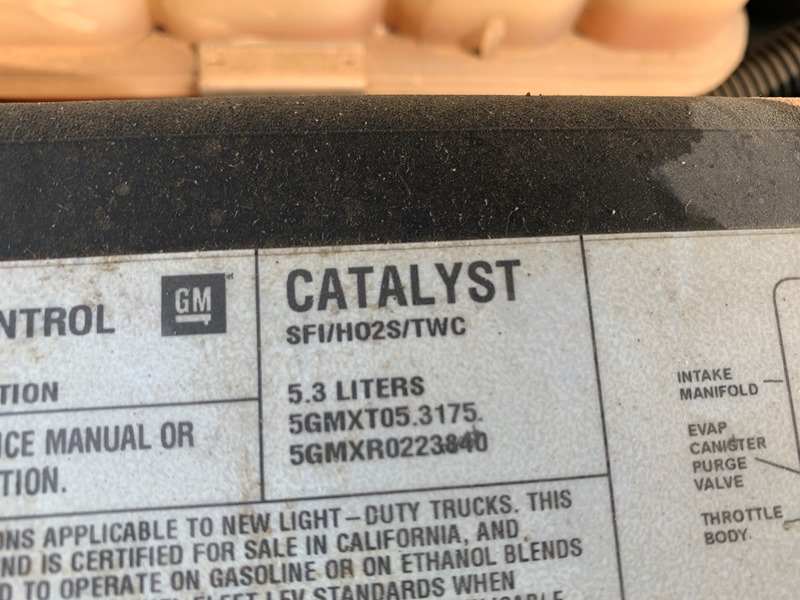 NTROL
GM
TION
ICE MANUAL OR
TION.
CATALYST
SFI/HO2S/TWC
5.3 LITERS
5GMXT05.3175.
5GMXR0223840
ONS APPLICABLE TO NEW LIGHT-DUTY TRUCKS. THIS
ND IS CERTIFIED FOR SALE IN CALIFORNIA, AND
D TO OPERATE ON GASOLINE OR ON ETHANOL BLENDS
FLEET LEV STANDARDS WHEN
INTAKE
MANIFOLD
EVAP
CANISTER
PURGE
VALVE
THROTTLE
BODY.